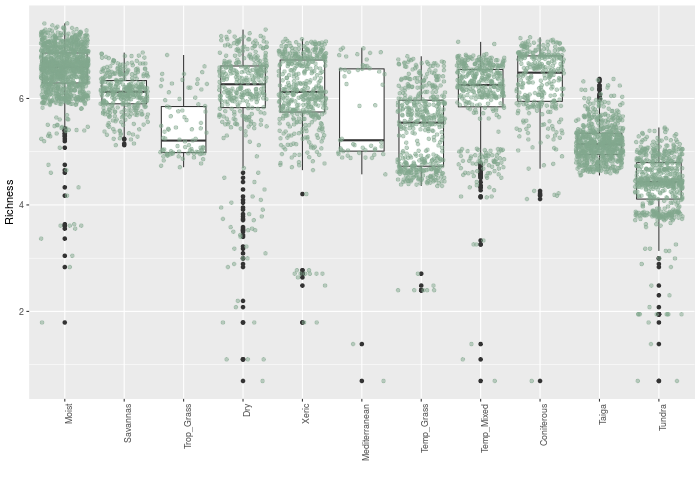 Richness
6
4
2
Moist
Savannas
Trop_Grass
Dry
Xeric
Mediterranean
Temp_Grass
Temp_Mixed
Coniferous
Taiga
Tundra